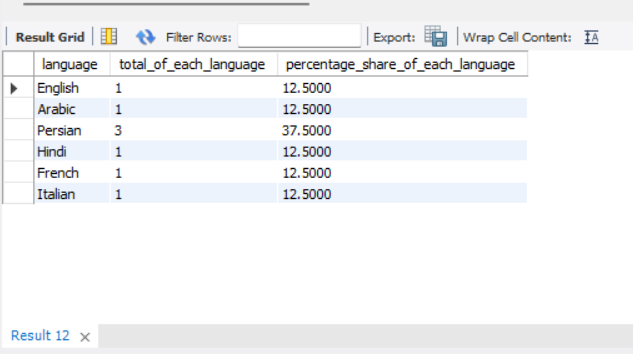 Result Grid Filter Rows: Export: Wrap Cell Content: IA
language total_of_each_language percentage_share_of_each_language
English 1 12.5000
Arabic 1 12.5000
Persian 3 37.5000
Hindi 1 12.5000
French 1 12.5000
Italian 1 12.5000
Result 12 ×